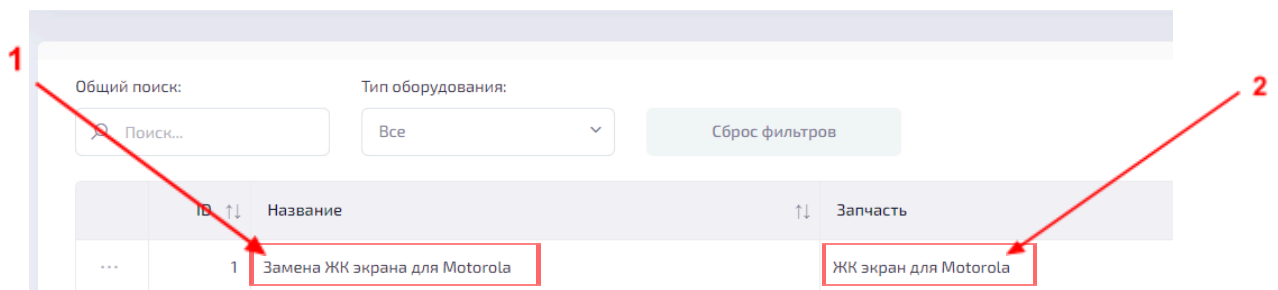 1
2
Общий поиск: Тип оборудования:
Поиск... Все Сброс фильтров
ID ↑↓ Название ↑↓ Запчасть
... 1 Замена ЖК экрана для Motorola ЖК экран для Motorola